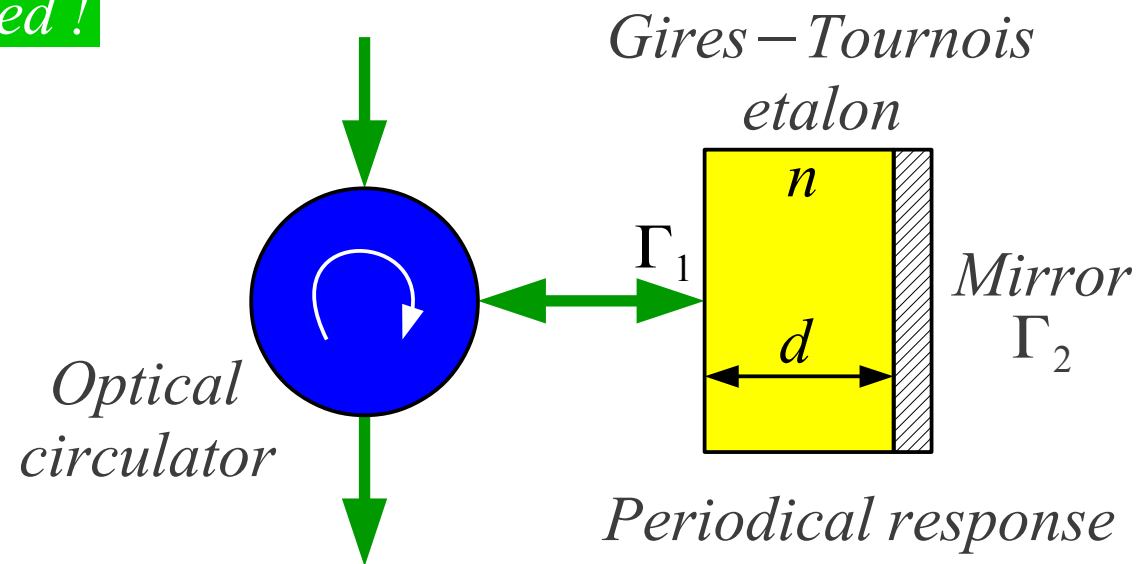 ed !
Gires – Tournois
etalon
n
Γ1
Mirror
Γ2
d
Optical
circulator
Periodical response